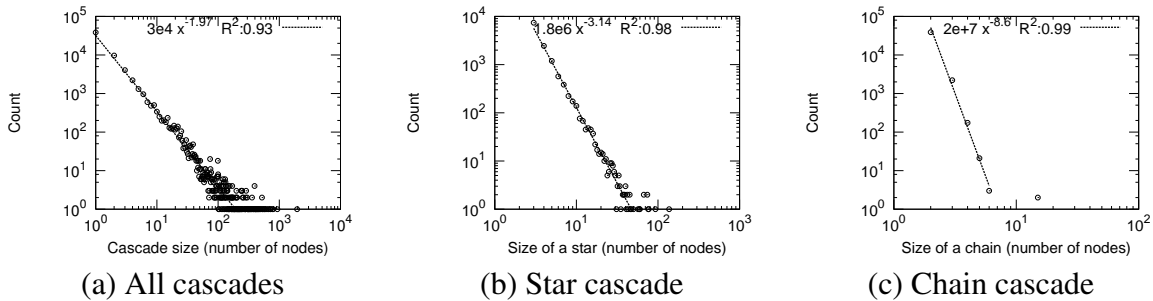 3e4 x^-1.97 R^2:0.93
10^5
10^4
10^3
10^2
10^1
10^0
Count
10^0 10^1 10^2 10^3 10^4
Cascade size (number of nodes)
(a) All cascades
1.8e6 x^-3.14 R^2:0.98
10^4
10^3
10^2
10^1
10^0
Count
10^0 10^1 10^2 10^3
Size of a star (number of nodes)
(b) Star cascade
2e+7 x^-8.6 R^2:0.99
10^5
10^4
10^3
10^2
10^1
10^0
Count
10^0 10^1 10^2
Size of a chain (number of nodes)
(c) Chain cascade